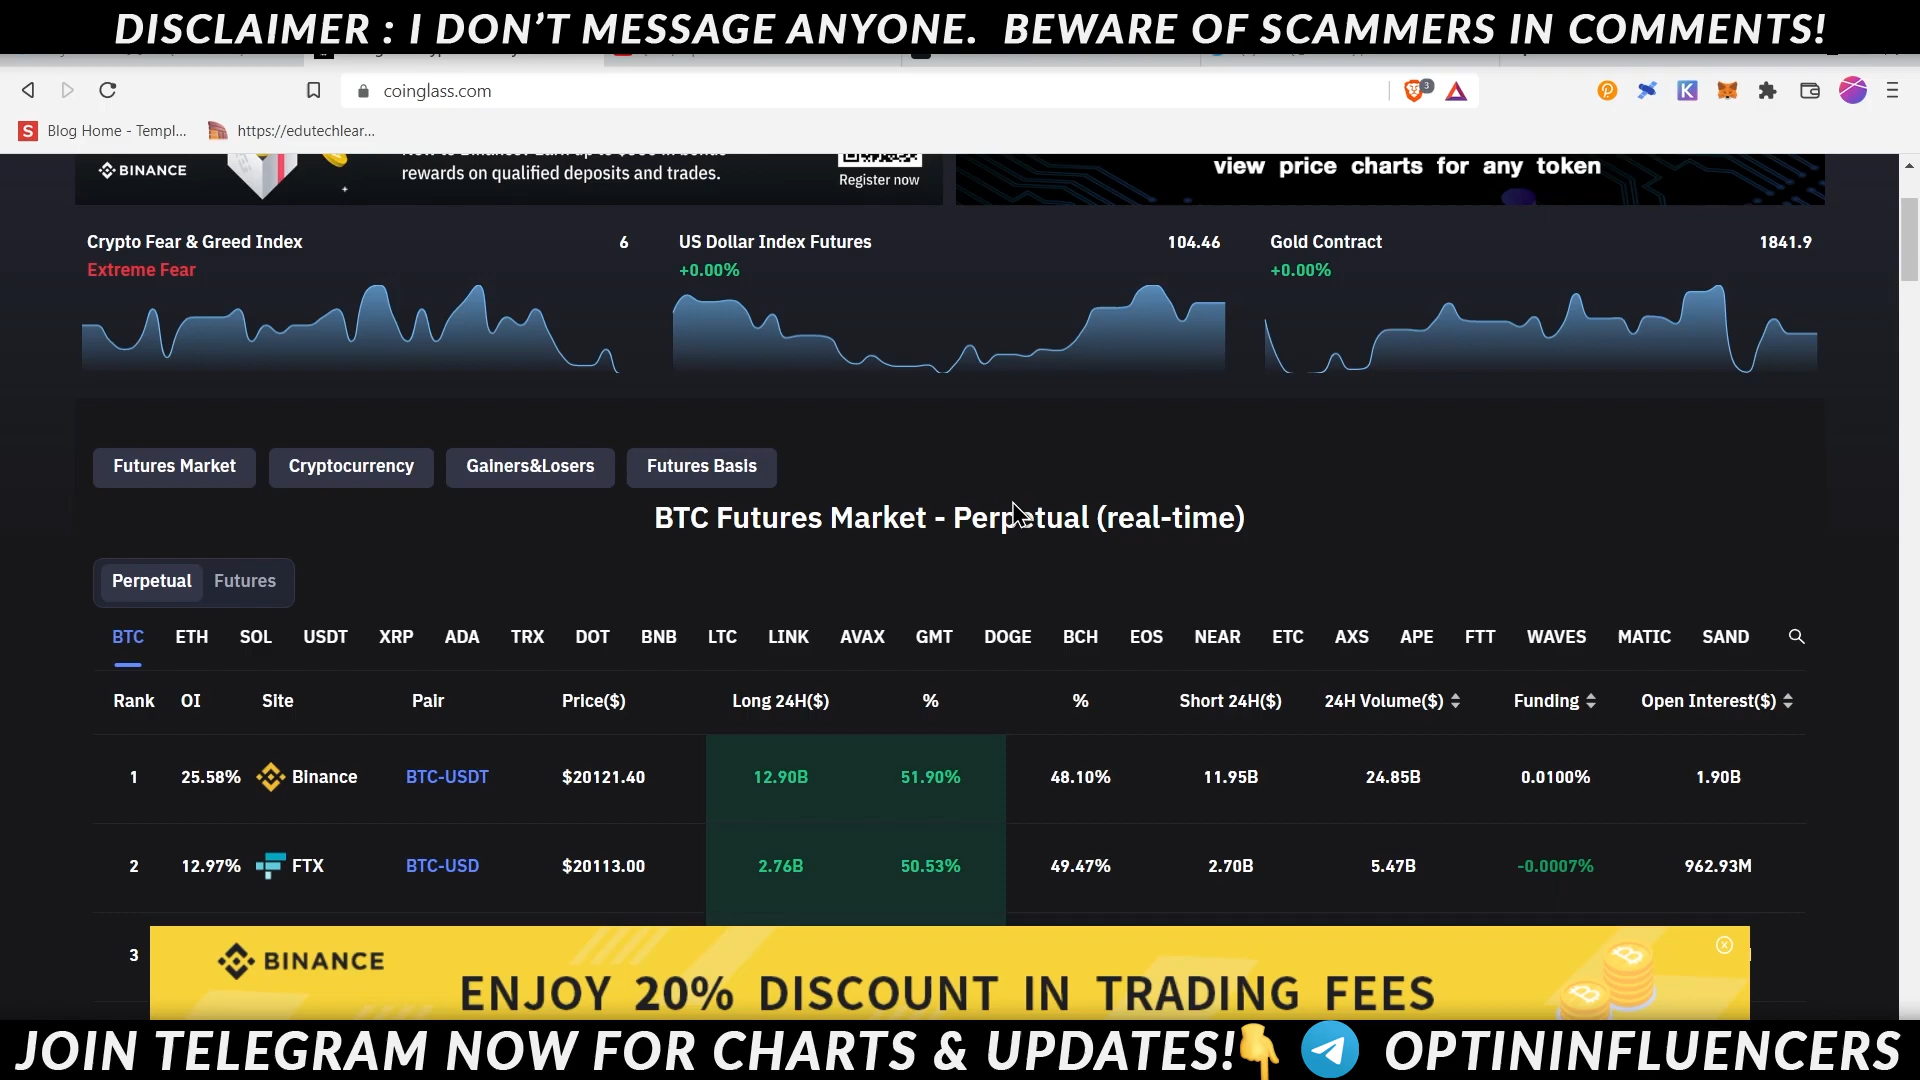 DISCLAIMER : I DON'T MESSAGE ANYONE. BEWARE OF SCAMMERS IN COMMENTS!
coinglass.com
3
K
S Blog Home - Templ...
https://edutechlear...
BINANCE
rewards on qualified deposits and trades.
Register now
view price charts for any token
Crypto Fear & Greed Index 6
Extreme Fear
US Dollar Index Futures 104.46
+0.00%
Gold Contract 1841.9
+0.00%
Futures Market Cryptocurrency Gainers&Losers Futures Basis
BTC Futures Market - Perpetual (real-time)
Perpetual Futures
BTC ETH SOL USDT XRP ADA TRX DOT BNB LTC LINK AVAX GMT DOGE BCH EOS NEAR ETC AXS APE FTT WAVES MATIC SAND
Rank OI Site Pair Price($) Long 24H($) % % Short 24H($) 24H Volume($) Funding Open Interest($)
1 25.58% Binance BTC-USDT $20121.40 12.90B 51.90% 48.10% 11.95B 24.85B 0.0100% 1.90B
2 12.97% FTX BTC-USD $20113.00 2.76B 50.53% 49.47% 2.70B 5.47B -0.0007% 962.93M
3
BINANCE
ENJOY 20% DISCOUNT IN TRADING FEES
JOIN TELEGRAM NOW FOR CHARTS & UPDATES!👇 OPTININFLUENCERS